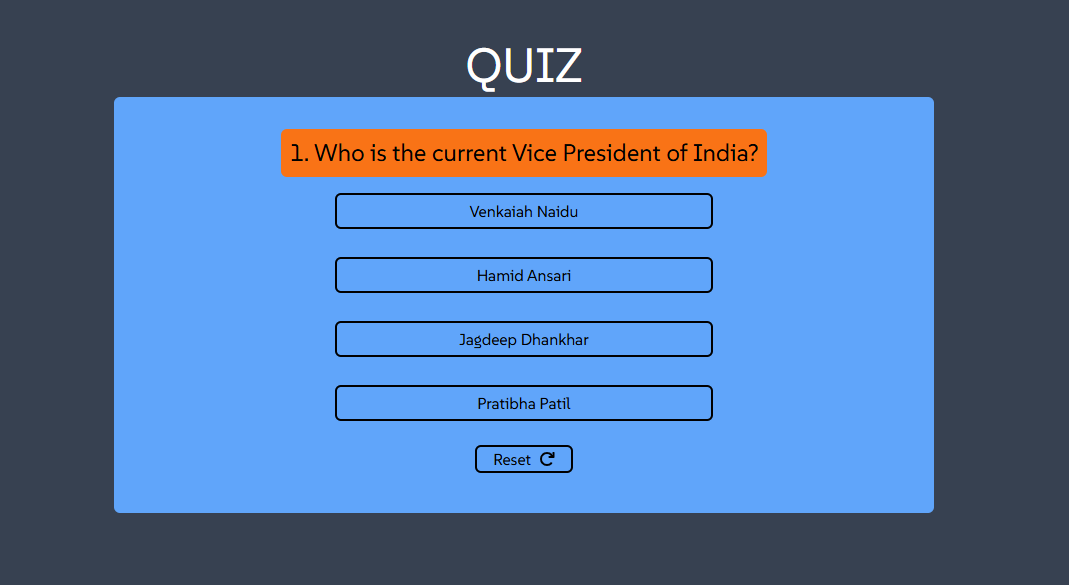 QUIZ
1. Who is the current Vice President of India?
Venkaiah Naidu
Hamid Ansari
Jagdeep Dhankhar
Pratibha Patil
Reset